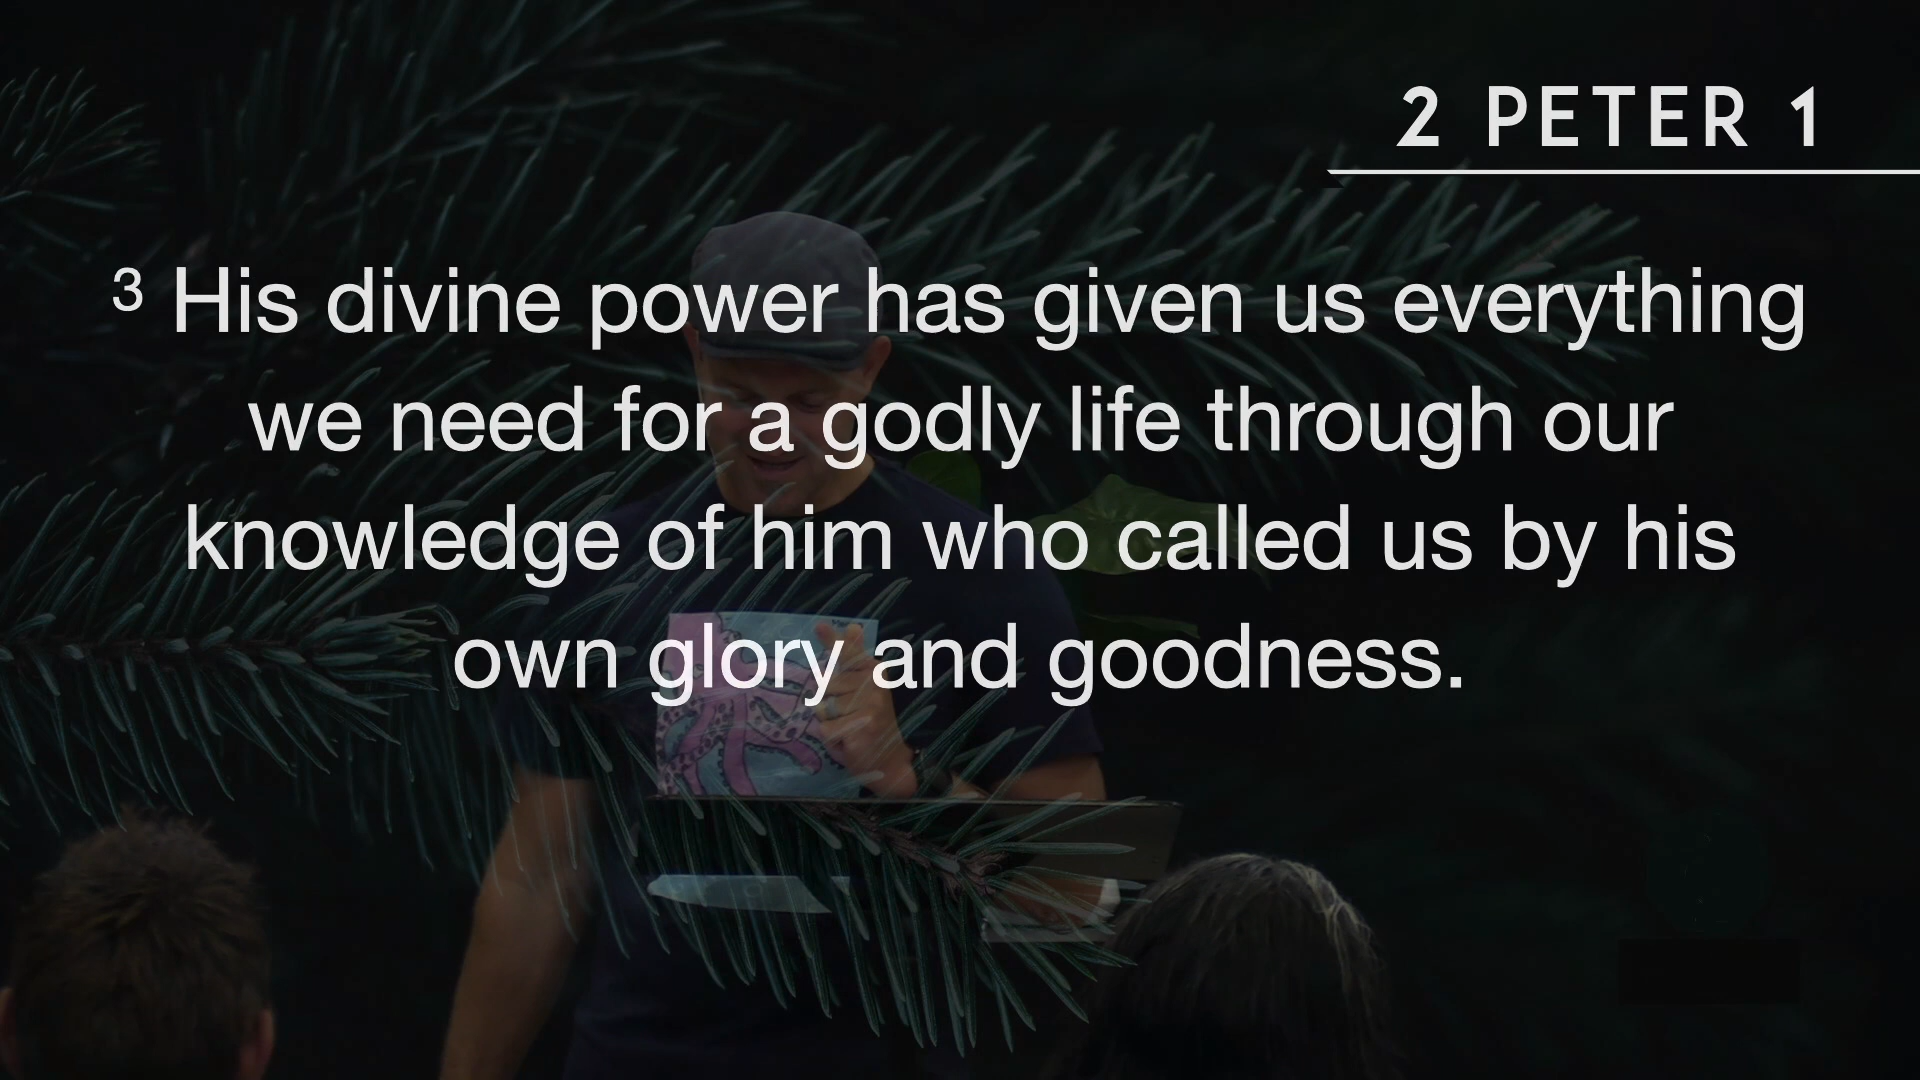 2 PETER 1
³ His divine power has given us everything
we need for a godly life through our
knowledge of him who called us by his
own glory and goodness.